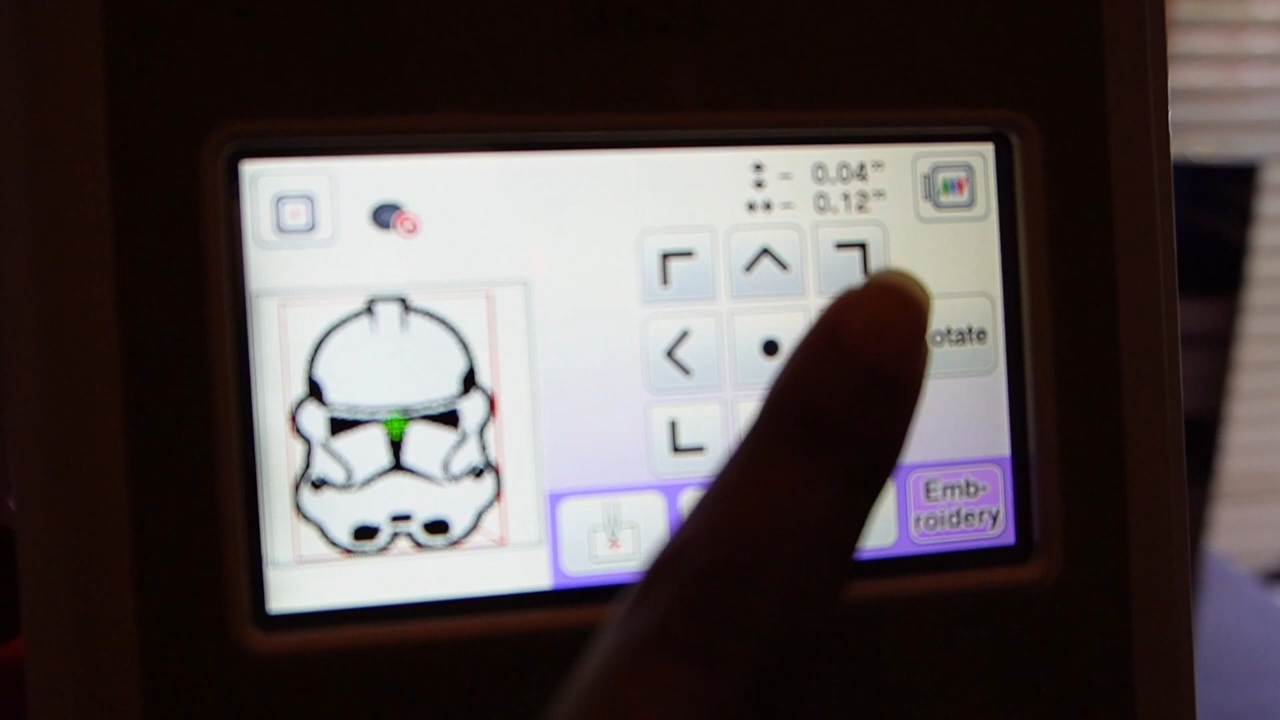 - 0.04"
- 0.12"
otate
Emb-
roidery